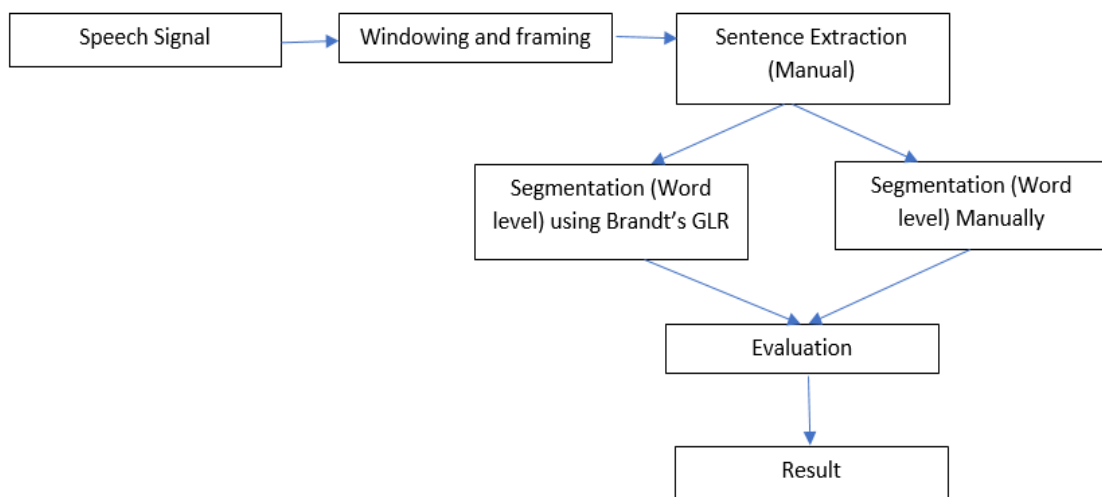 Speech Signal
Windowing and framing
Sentence Extraction
(Manual)
Segmentation (Word
level) using Brandt’s GLR
Segmentation (Word
level) Manually
Evaluation
Result